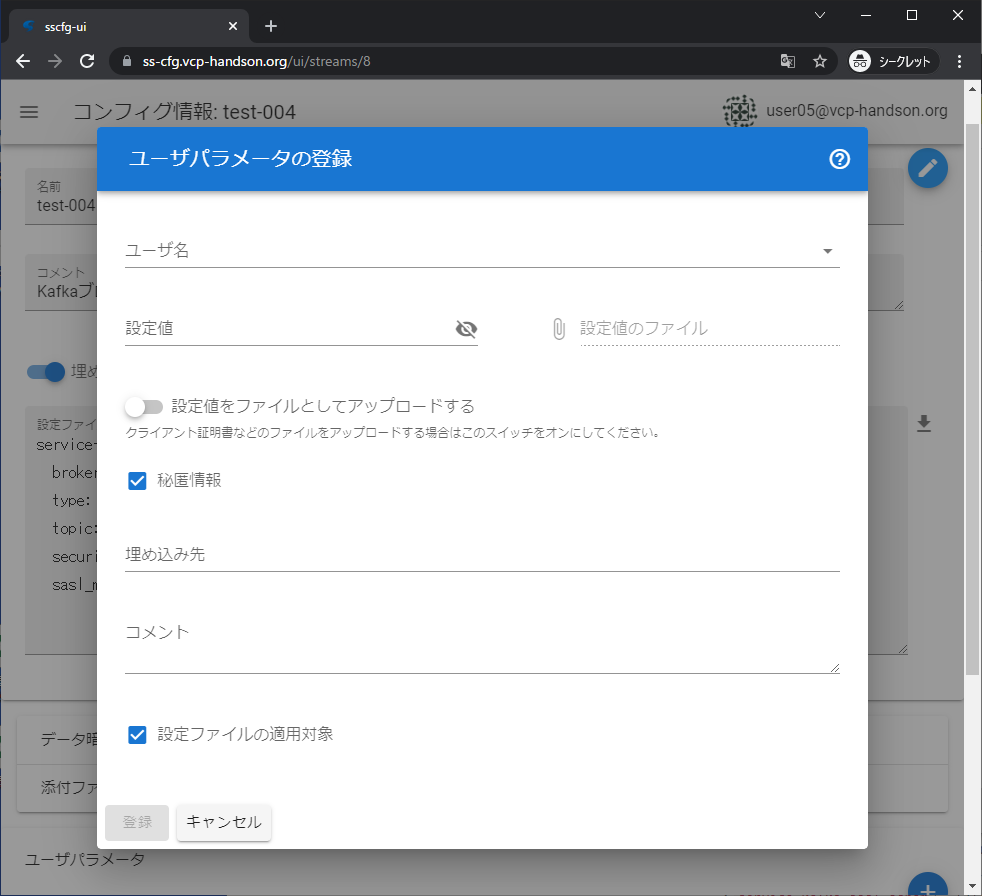 sscfg-ui
ss-cfg.vcp-handson.org/ui/streams/8
シークレット
コンフィグ情報: test-004
user05@vcp-handson.org
ユーザパラメータの登録
名前
test-004
コメント
Kafkaブ
埋め
設定ファイ
service-
broker
type:
topic:
securi
sasl_m
ユーザ名
設定値
設定値のファイル
設定値をファイルとしてアップロードする
クライアント証明書などのファイルをアップロードする場合はこのスイッチをオンにしてください。
秘匿情報
埋め込み先
コメント
設定ファイルの適用対象
データ暗
添付ファ
登録
キャンセル
ユーザパラメータ